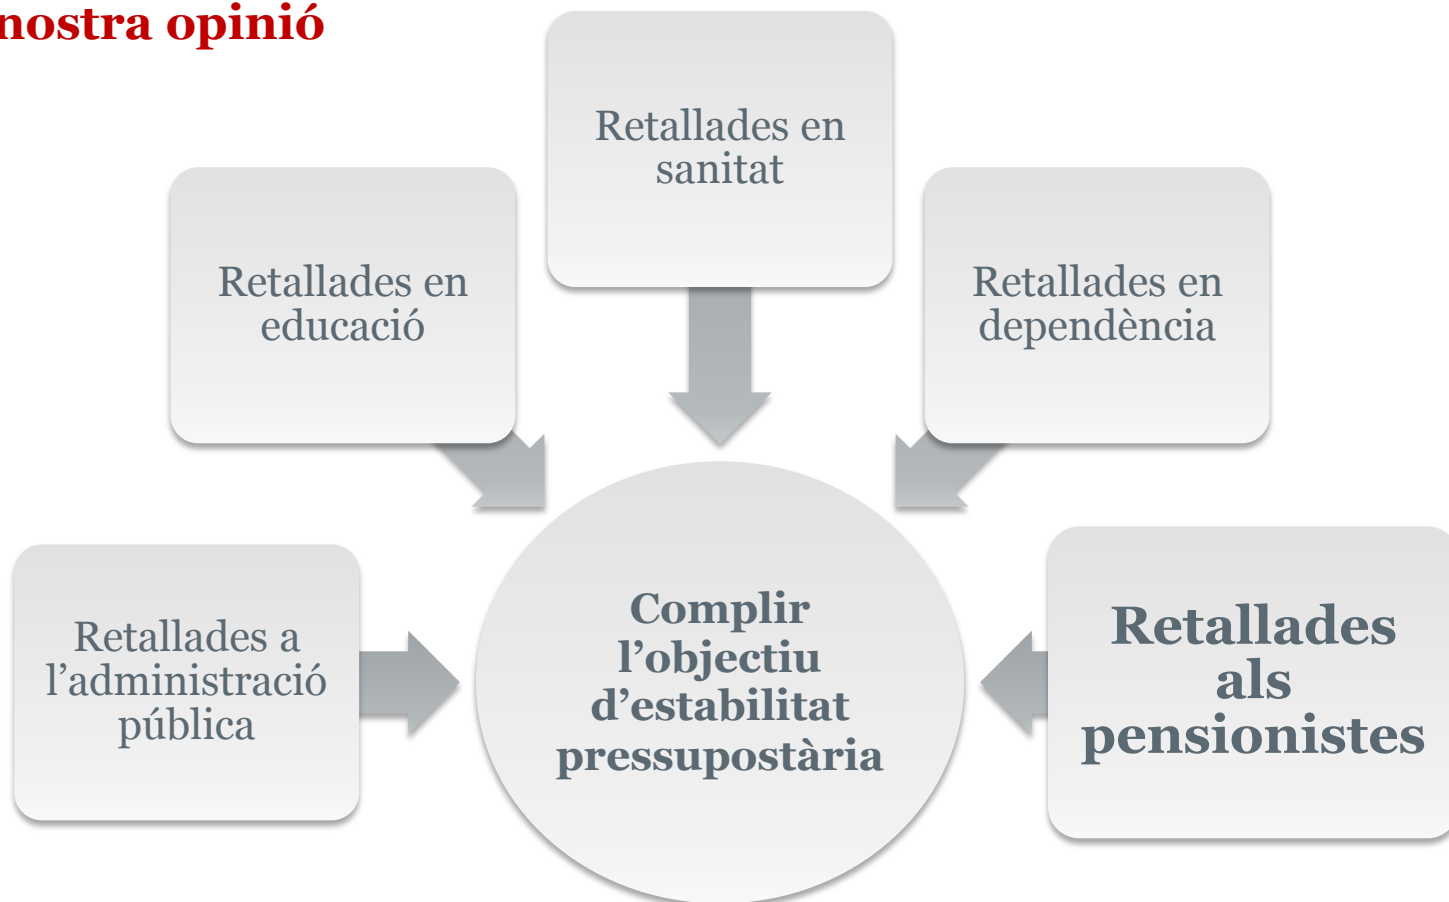 nostra opinió
Retallades en
sanitat
Retallades en
educació
Retallades en
dependència
Retallades a
l’administració
pública
Complir
l’objectiu
d’estabilitat
pressupostària
Retallades
als
pensionistes